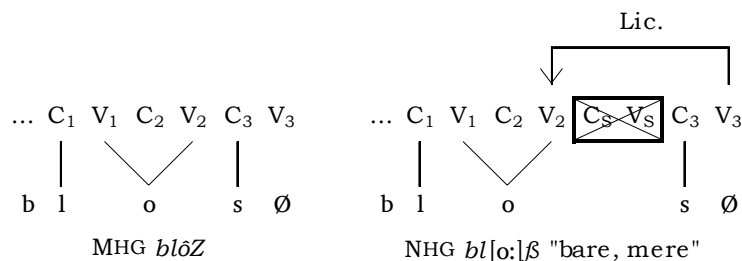 Lic.
... C₁ V₁ C₂ V₂ C₃ V₃ ... C₁ V₁ C₂ V₂ Cₛ Vₛ C₃ V₃
b l o s Ø b l o s Ø
MHG blôZ NHG bl[o:]ß "bare, mere"